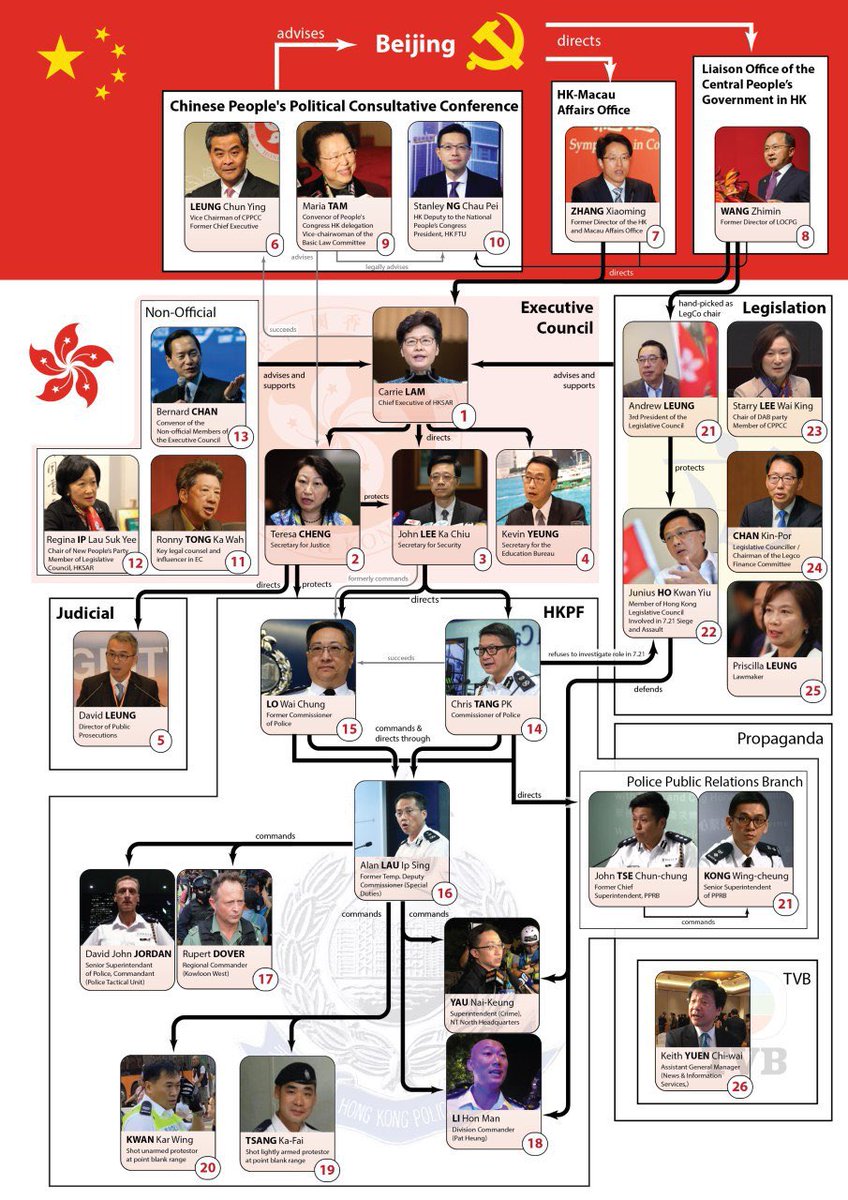 advises
Beijing
directs
Chinese People's Political Consultative Conference
HK-Macau
Affairs Office
Liaison Office of the
Central People's
Government in HK
LEUNG Chun Ying
Vice Chairman of CPPCC
Former Chief Executive
6
Maria TAM
Convenor of People's
Congress HK delegation
Vice-chairwoman of the
Basic Law Committee
9
Stanley NG Chau Pei
HK Deputy to the National
People's Congress
President, HK FTU
10
ZHANG Xiaoming
Former Director of the HK
and Macau Affairs Office
7
WANG Zhimin
Former Director of LOCPG
8
advises
legally advises
directs
Non-Official
succeeds
Executive
Council
hand-picked as
LegCo chair
Legislation
Bernard CHAN
Convenor of the
Non-official Members of
the Executive Council
13
advises and
supports
Carrie LAM
Chief Executive of HKSAR
1
advises and
supports
Andrew LEUNG
3rd President of the
Legislative Council
21
Starry LEE Wai King
Chair of DAB party
Member of CPPCC
23
directs
Regina IP Lau Suk Yee
Chair of New People's Party
Member of Legislative
Council, HKSAR
12
Ronny TONG Ka Wah
Key legal counsel and
influencer in EC
11
Teresa CHENG
Secretary for Justice
2
protects
John LEE Ka Chiu
Secretary for Security
3
Kevin YEUNG
Secretary for the
Education Bureau
4
protects
CHAN Kin-Por
Legislative Councillor /
Chairman of the Legco
Finance Committee
24
Junius HO Kwan Yiu
Member of Hong Kong
Legislative Council
Involved in 7.21 Siege
and Assault
22
Priscilla LEUNG
Lawmaker
25
directs
protects
formerly commands
directs
Judicial
HKPF
David LEUNG
Director of Public
Prosecutions
5
LO Wai Chung
Former Commissioner
of Police
15
succeeds
Chris TANG PK
Commissioner of Police
14
refuses to investigate role in 7.21
defends
commands &
directs through
directs
Propaganda
Police Public Relations Branch
John TSE Chun-chung
Former Chief
Superintendent, PPRB
KONG Wing-cheung
Senior Superintendent
of PPRB
21
commands
Alan LAU Ip Sing
Former Temp. Deputy
Commissioner (Special
Duties)
16
commands
David John JORDAN
Senior Superintendant
of Police, Commandant
(Police Tactical Unit)
Rupert DOVER
Regional Commander
(Kowloon West)
17
commands
commands
YAU Nai-Keung
Superintendent (Crime),
NT North Headquarters
TVB
Keith YUEN Chi-wai
Assistant General Manager
(News & Information
Services,)
26
TVB
KWAN Kar Wing
Shot unarmed protestor
at point blank range
20
TSANG Ka-Fai
Shot lightly armed protestor
at point blank range
19
LI Hon Man
Division Commander
(Pat Heung)
18
HONG KONG POLIC